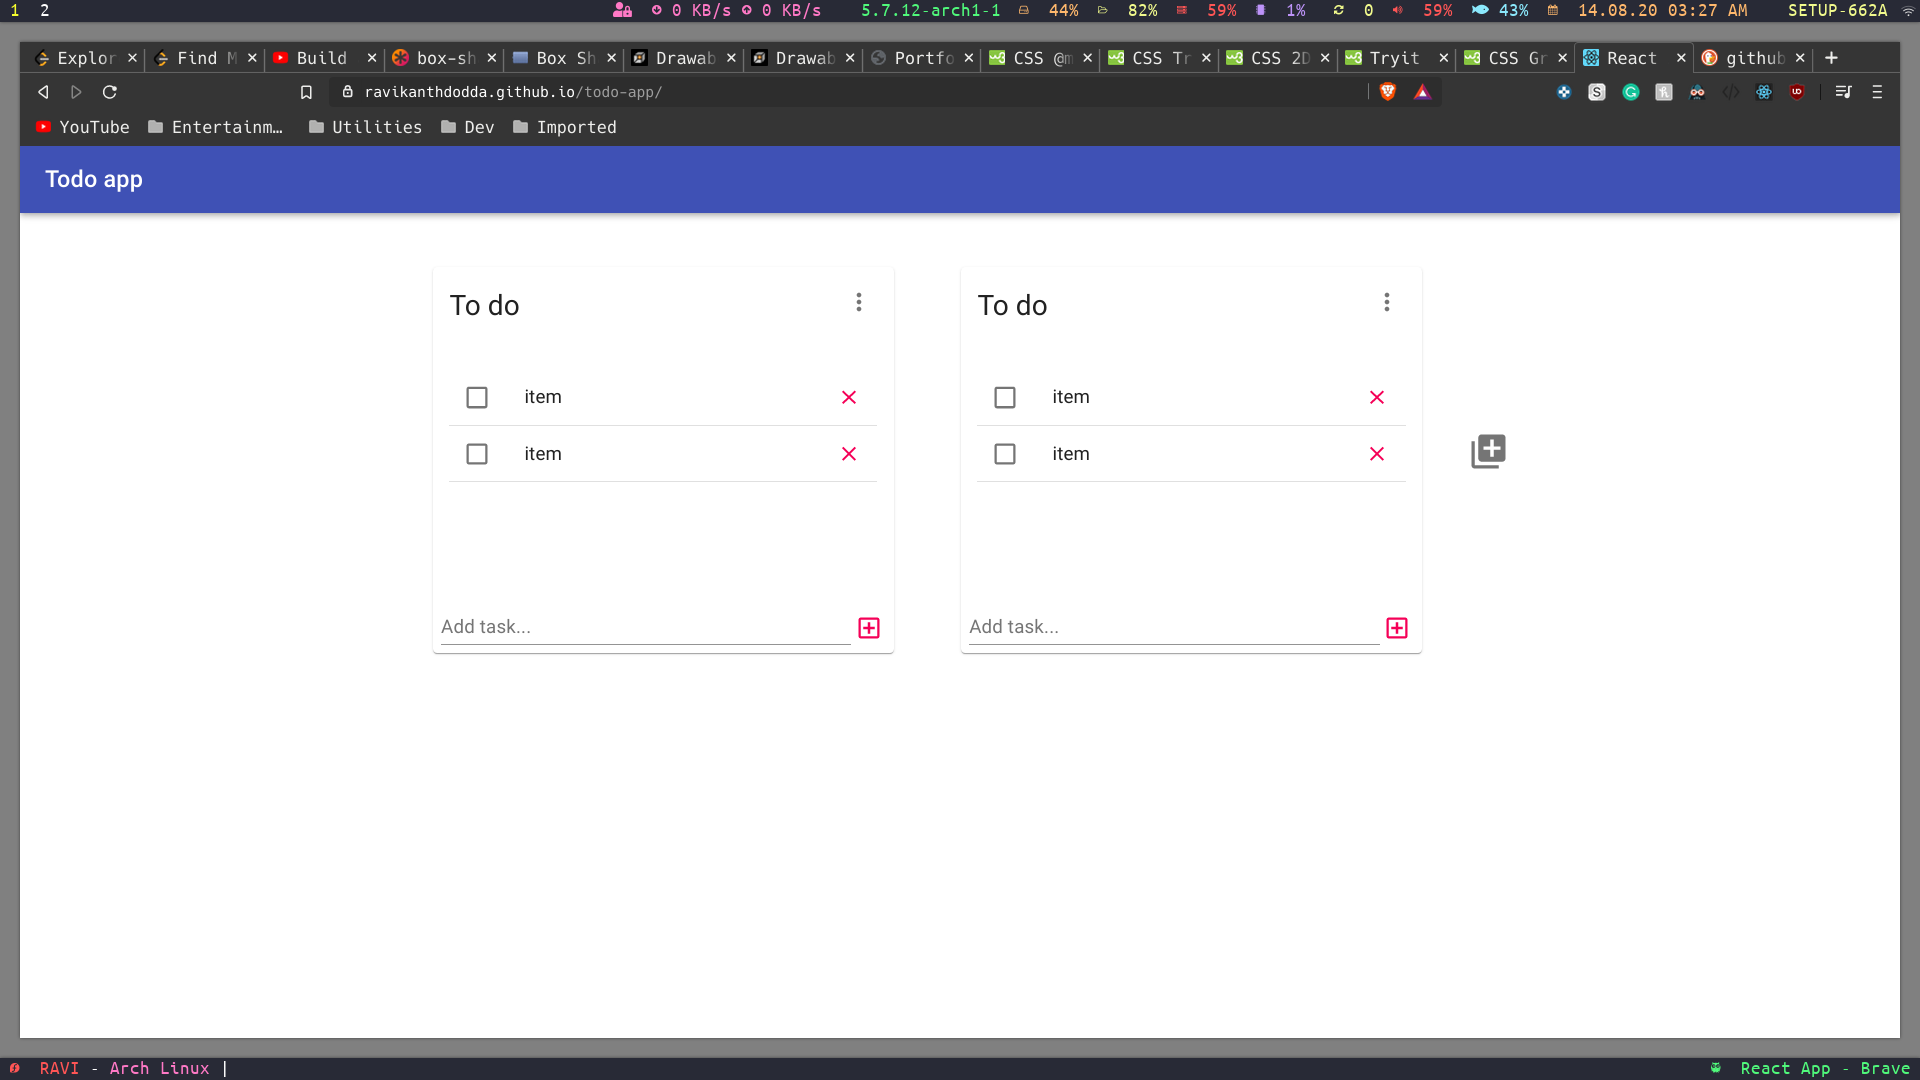 1 2 0 KB/s 0 KB/s 5.7.12-arch1-1 44% 82% 59% 1% 0 59% 43% 14.08.20 03:27 AM SETUP-662A
Explor Find M Build box-sh Box Sh Drawab Drawab Portfo CSS @m CSS Tr CSS 2D Tryit CSS Gr React github
ravikanthdodda.github.io/todo-app/
YouTube Entertainm… Utilities Dev Imported
Todo app
To do
item
item
Add task...
To do
item
item
Add task...
RAVI - Arch Linux | React App - Brave